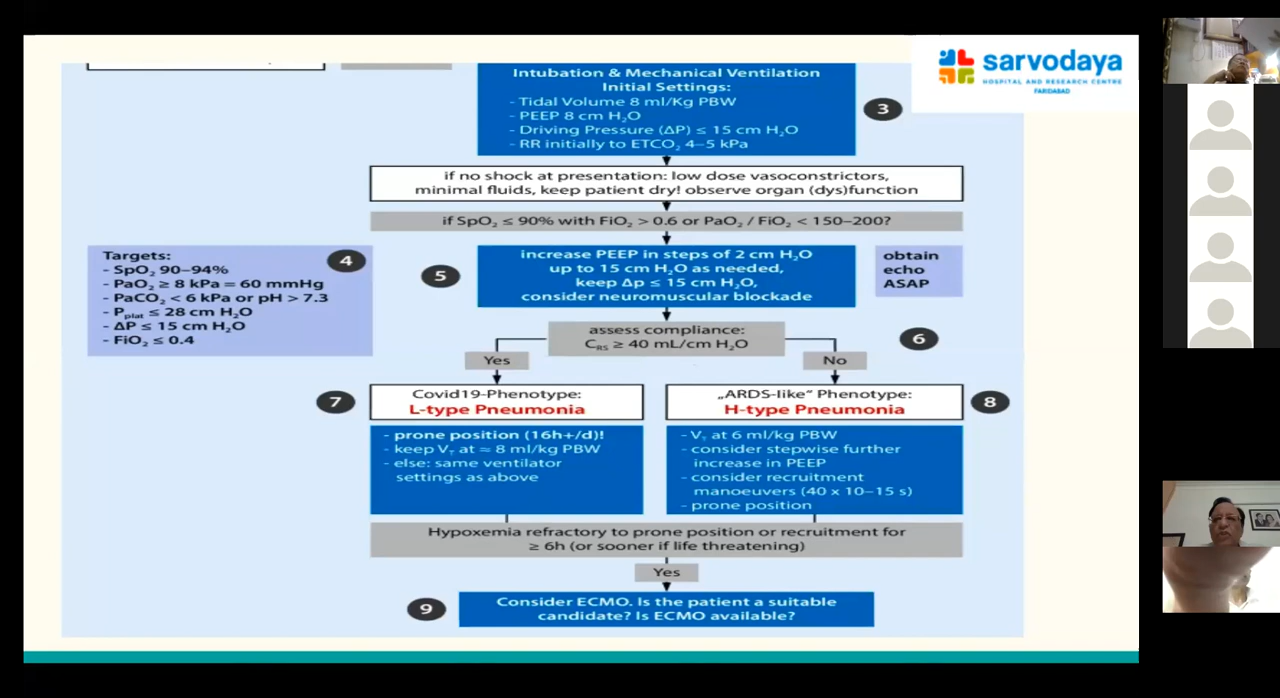 sarvodaya
HOSPITAL AND RESEARCH CENTRE
FARIDABAD
Intubation & Mechanical Ventilation
Initial Settings:
- Tidal Volume 8 ml/Kg PBW
- PEEP 8 cm H₂O
- Driving Pressure (ΔP) ≤ 15 cm H₂O
- RR initially to ETCO₂ 4–5 kPa
3
if no shock at presentation: low dose vasoconstrictors,
minimal fluids, keep patient dry! observe organ (dys)function
if SpO₂ ≤ 90% with FiO₂ > 0.6 or PaO₂ / FiO₂ < 150–200?
Targets:
- SpO₂ 90–94%
- PaO₂ ≥ 8 kPa = 60 mmHg
- PaCO₂ < 6 kPa or pH > 7.3
- Pplat ≤ 28 cm H₂O
- ΔP ≤ 15 cm H₂O
- FiO₂ ≤ 0.4
4
5
increase PEEP in steps of 2 cm H₂O
up to 15 cm H₂O as needed,
keep Δp ≤ 15 cm H₂O,
consider neuromuscular blockade
obtain
echo
ASAP
assess compliance:
CRS ≥ 40 mL/cm H₂O
6
Yes
No
7
Covid19-Phenotype:
L-type Pneumonia
- prone position (16h+/d)!
- keep VT at ≈ 8 ml/kg PBW
- else: same ventilator
settings as above
„ARDS-like“ Phenotype:
H-type Pneumonia
8
- VT at 6 ml/kg PBW
- consider stepwise further
increase in PEEP
- consider recruitment
manoeuvers (40 x 10–15 s)
- prone position
Hypoxemia refractory to prone position or recruitment for
≥ 6h (or sooner if life threatening)
Yes
9
Consider ECMO. Is the patient a suitable
candidate? Is ECMO available?